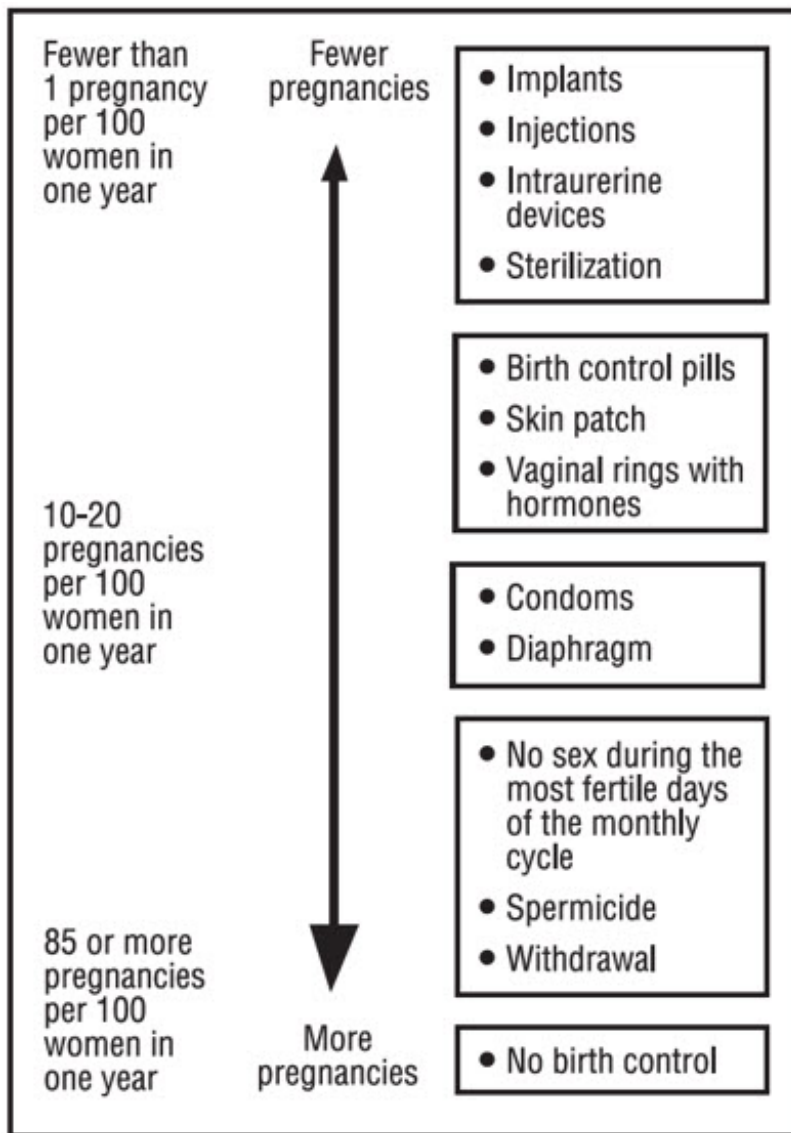 Fewer than
1 pregnancy
per 100
women in
one year
Fewer
pregnancies
• Implants
• Injections
• Intraurerine
devices
• Sterilization
• Birth control pills
• Skin patch
• Vaginal rings with
hormones
10-20
pregnancies
per 100
women in
one year
• Condoms
• Diaphragm
• No sex during the
most fertile days
of the monthly
cycle
• Spermicide
• Withdrawal
85 or more
pregnancies
per 100
women in
one year
More
pregnancies
• No birth control